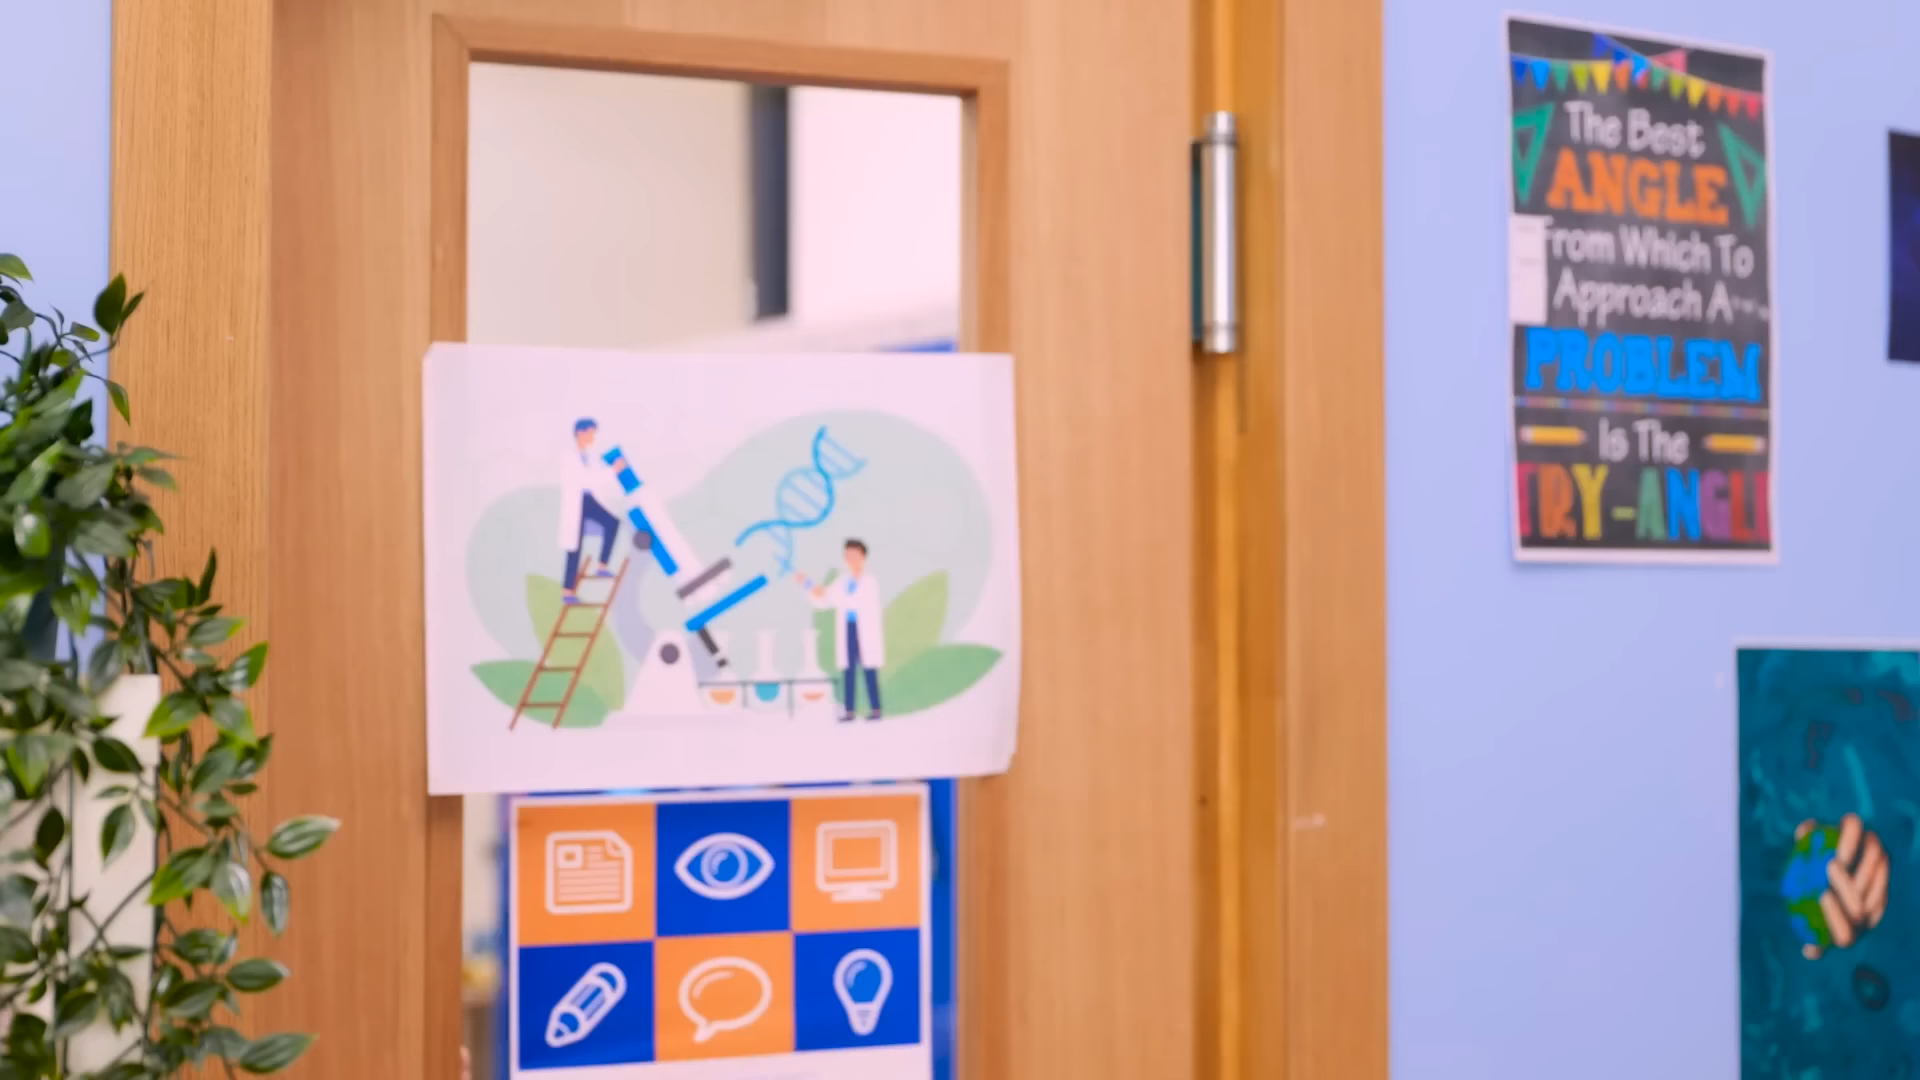 The Best
ANGLE
From Which To
Approach A
PROBLEM
Is The
TRY-ANGLE